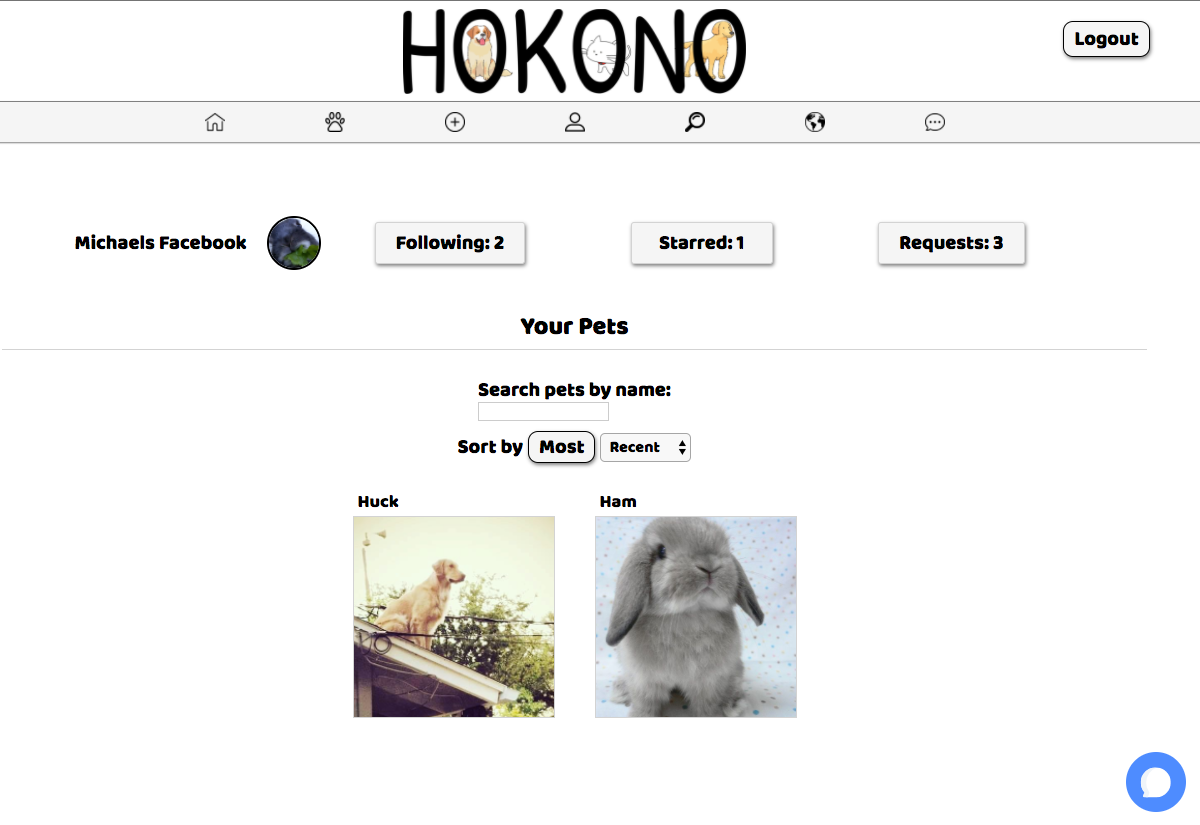 HOKONO
Logout
Michaels Facebook
Following: 2
Starred: 1
Requests: 3
Your Pets
Search pets by name:
Sort by Most Recent
Huck
Ham